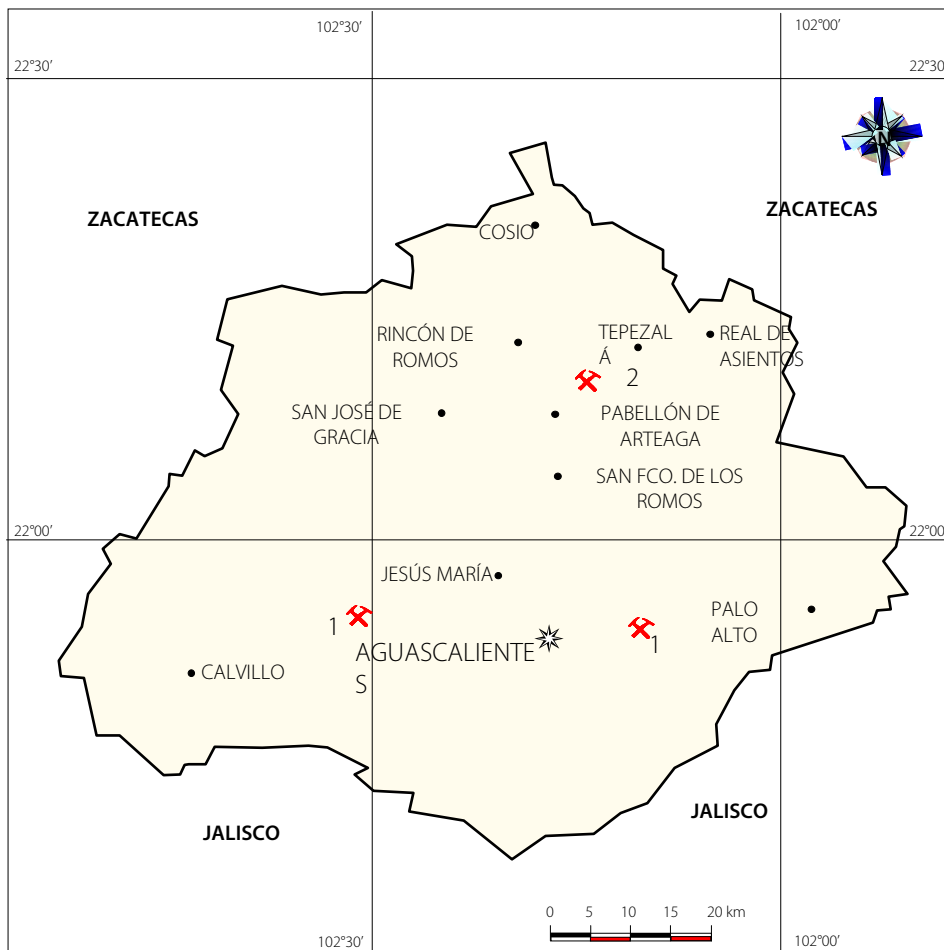 102°30’
102°00’
22°30’
22°30
N
ZACATECAS
ZACATECAS
COSIO
RINCÓN DE
ROMOS
TEPEZAL
Á
REAL DE
ASIENTOS
2
SAN JOSÉ DE
GRACIA
PABELLÓN DE
ARTEAGA
SAN FCO. DE LOS
ROMOS
22°00’
22°00’
JESÚS MARÍA
1
PALO
ALTO
AGUASCALIENTE
S
1
CALVILLO
JALISCO
JALISCO
0 5 10 15 20 km
102°30’
102°00’